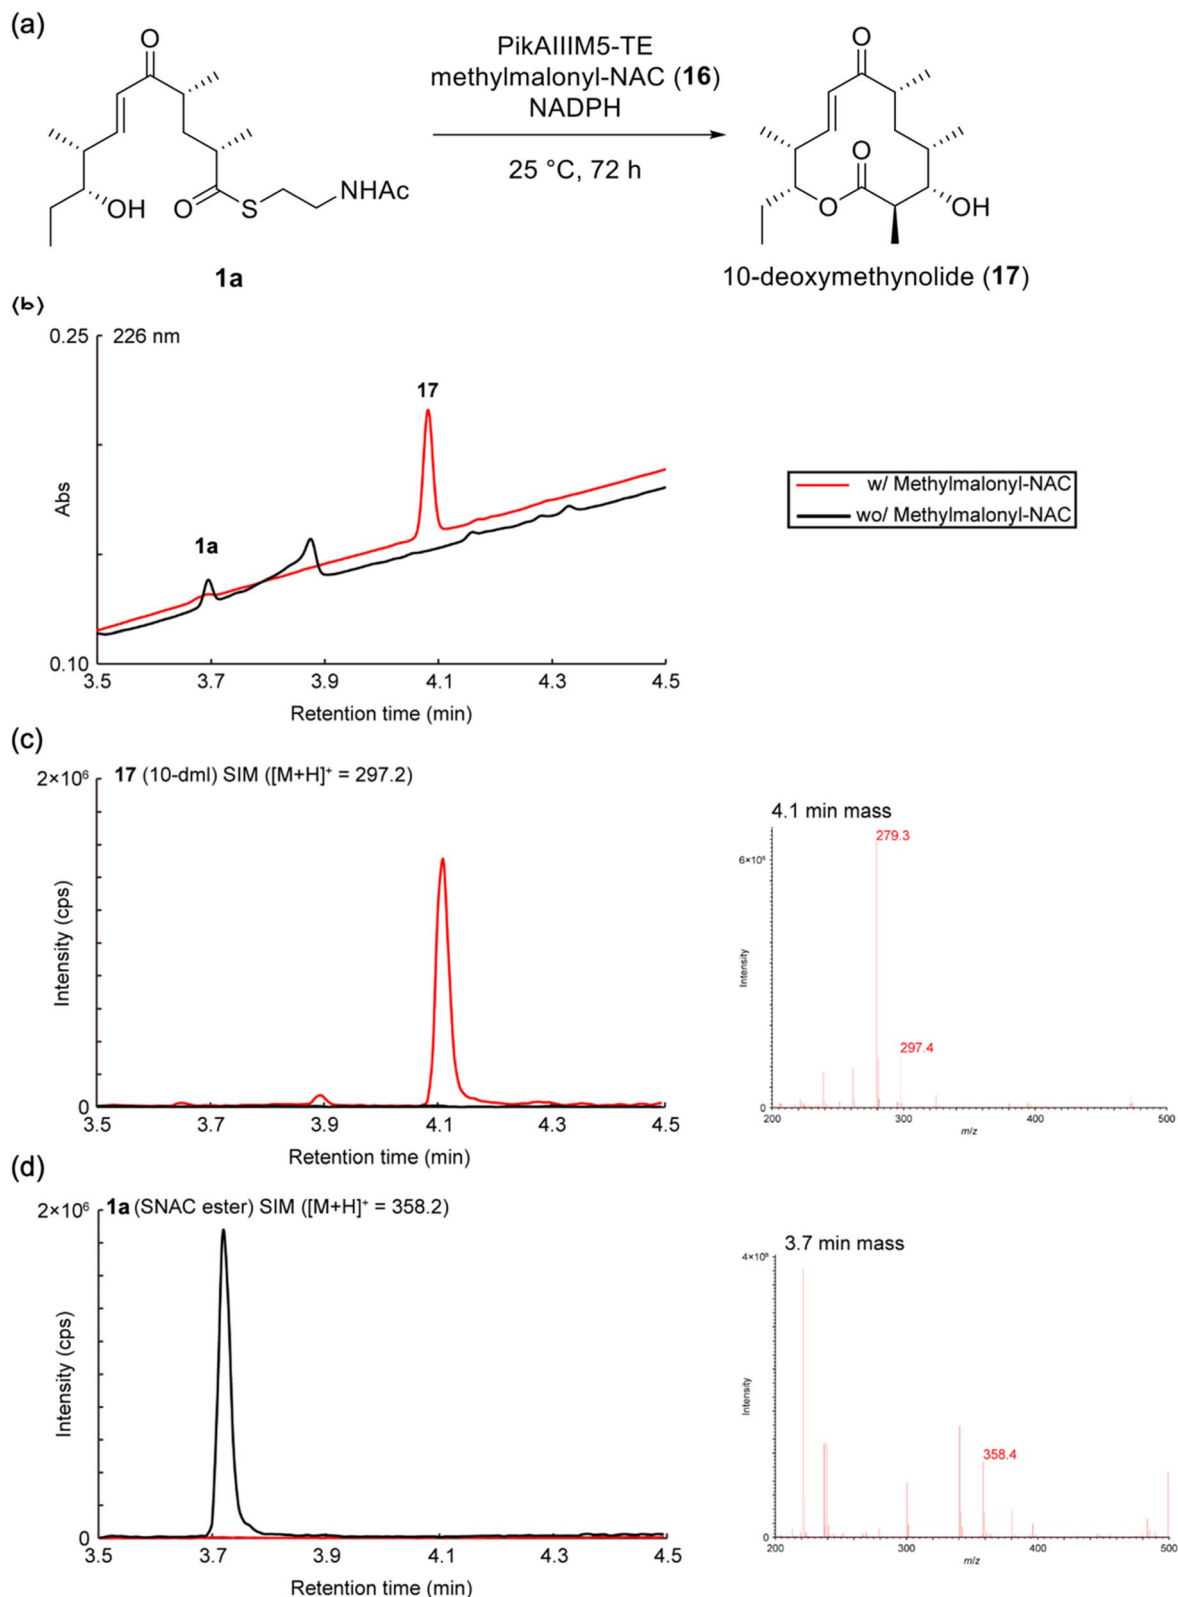 (a)
O
OH
O
S
NHAc
1a
PikAIIIM5-TE
methylmalonyl-NAC (16)
NADPH
25 °C, 72 h
O
O
O
OH
10-deoxymethynolide (17)
(b)
0.25
226 nm
17
1a
Abs
0.10
3.5 3.7 3.9 4.1 4.3 4.5
Retention time (min)
w/ Methylmalonyl-NAC
wo/ Methylmalonyl-NAC
(c)
17 (10-dml) SIM ([M+H]⁺ = 297.2)
2×10⁶
Intensity (cps)
0
3.5 3.7 3.9 4.1 4.3 4.5
Retention time (min)
4.1 min mass
279.3
297.4
Intensity
0
200 300 400 500
m/z
(d)
1a (SNAC ester) SIM ([M+H]⁺ = 358.2)
2×10⁶
Intensity (cps)
0
3.5 3.7 3.9 4.1 4.3 4.5
Retention time (min)
3.7 min mass
358.4
Intensity
0
200 300 400 500
m/z